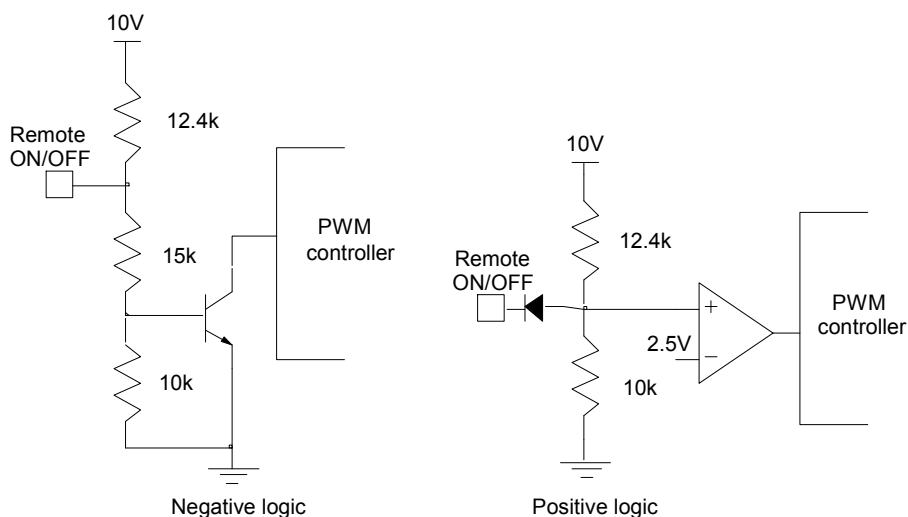 10V
12.4k
Remote
ON/OFF
15k
PWM
controller
10k
Negative logic
10V
12.4k
Remote
ON/OFF
+
2.5V
−
10k
PWM
controller
Positive logic